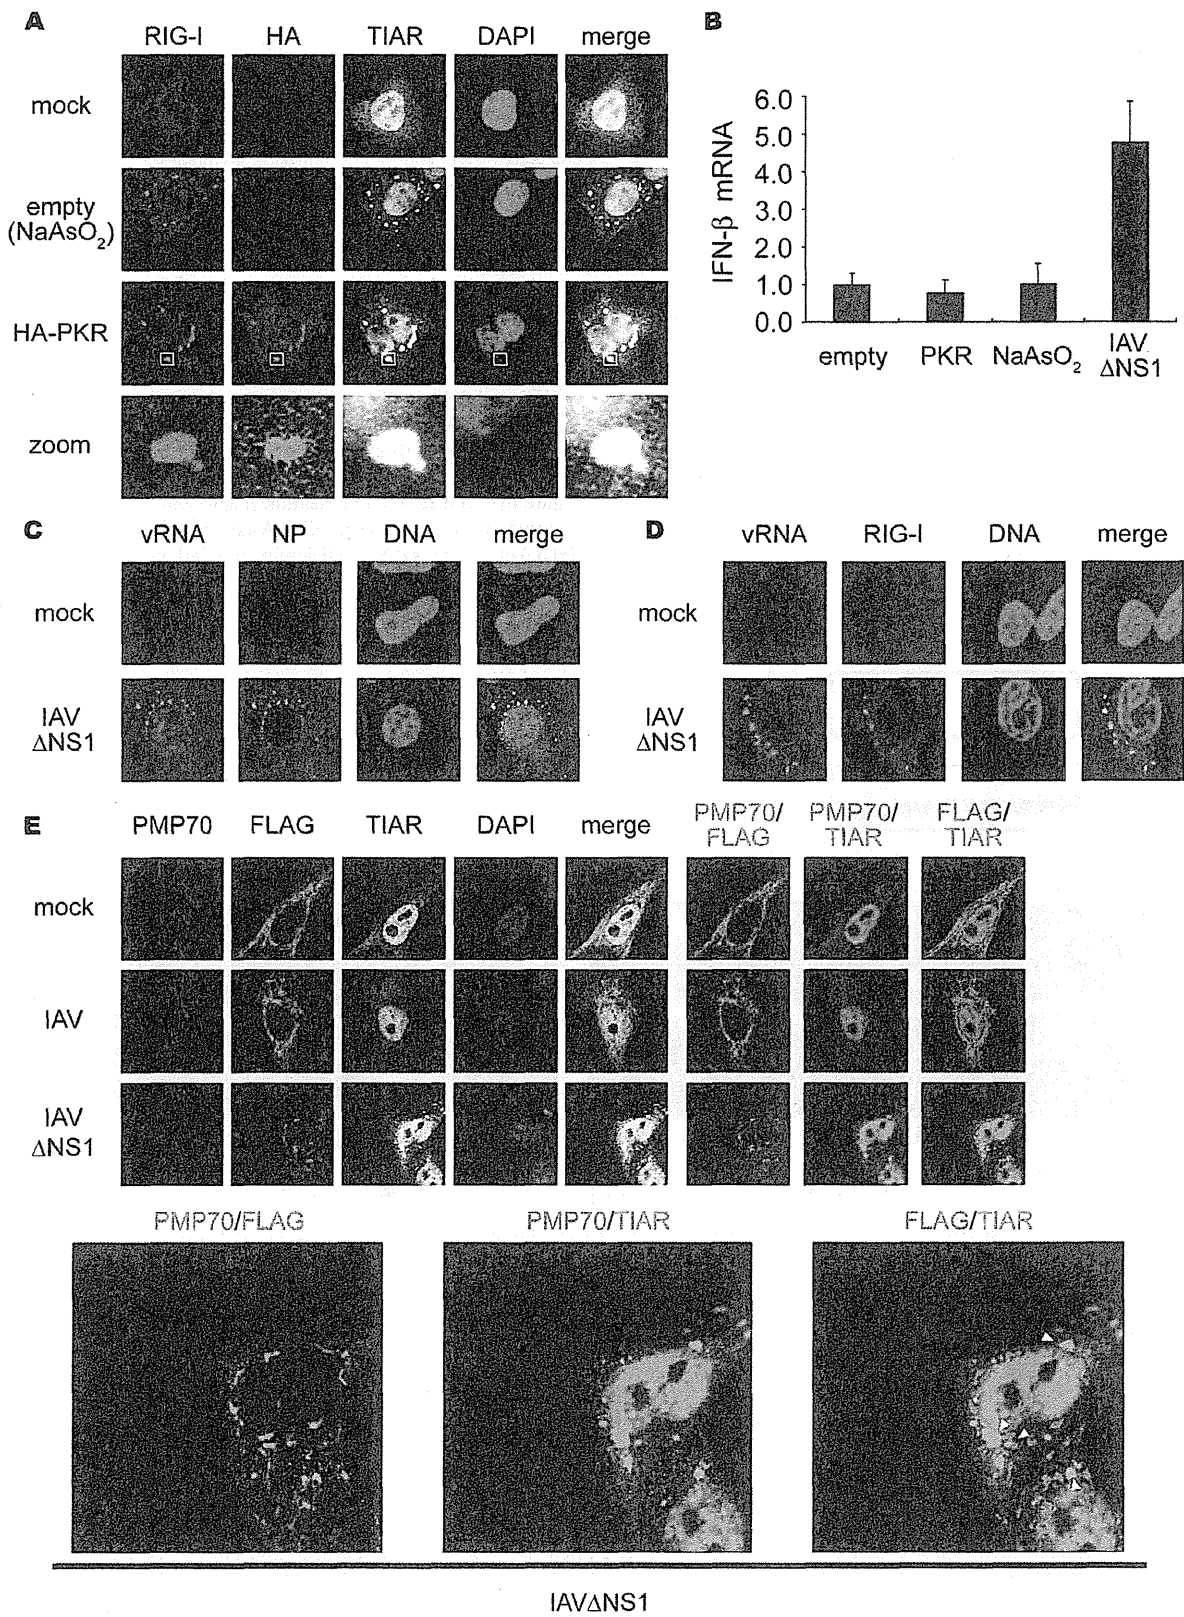 A
RIG-I HA TIAR DAPI merge
mock
empty
(NaAsO₂)
HA-PKR
zoom
B
IFN-β mRNA
6.0
5.0
4.0
3.0
2.0
1.0
0.0
empty PKR NaAsO₂ IAV
ΔNS1
C
vRNA NP DNA merge
mock
IAV
ΔNS1
D
vRNA RIG-I DNA merge
mock
IAV
ΔNS1
E
PMP70 FLAG TIAR DAPI merge PMP70/ PMP70/ FLAG/
FLAG TIAR TIAR
mock
IAV
IAV
ΔNS1
PMP70/FLAG PMP70/TIAR FLAG/TIAR
IAVΔNS1